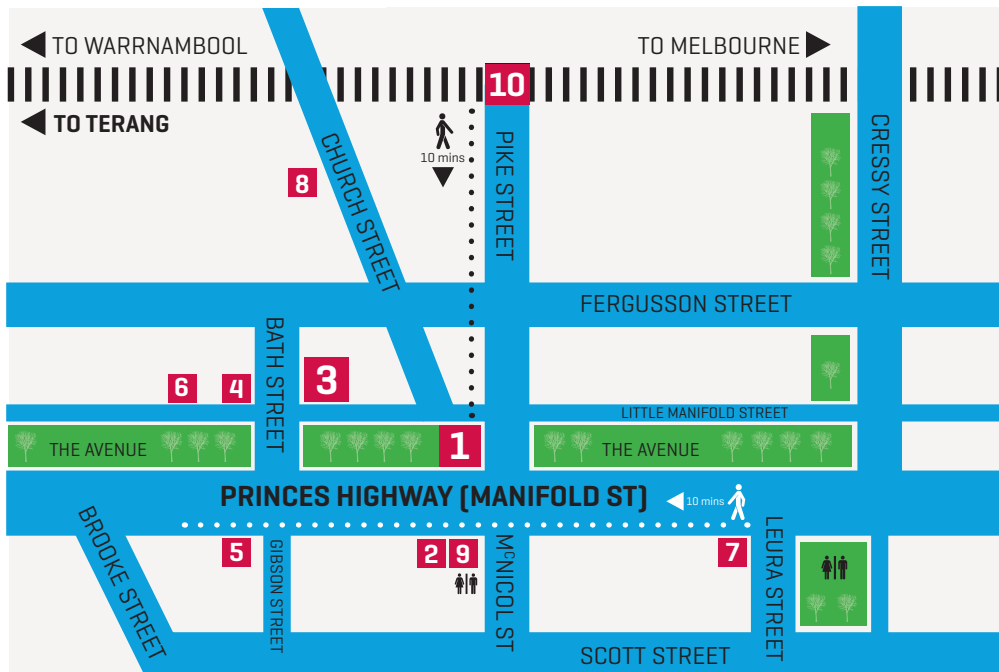 TO WARRNAMBOOL
TO MELBOURNE
10
TO TERANG
10 mins
8
CHURCH STREET
PIKE STREET
CRESSY STREET
FERGUSSON STREET
BATH STREET
3
6
4
LITTLE MANIFOLD STREET
THE AVENUE
1
THE AVENUE
PRINCES HIGHWAY (MANIFOLD ST)
10 mins
BROOKE STREET
5
GIBSON STREET
2
9
McNICOL ST
7
LEURA STREET
SCOTT STREET